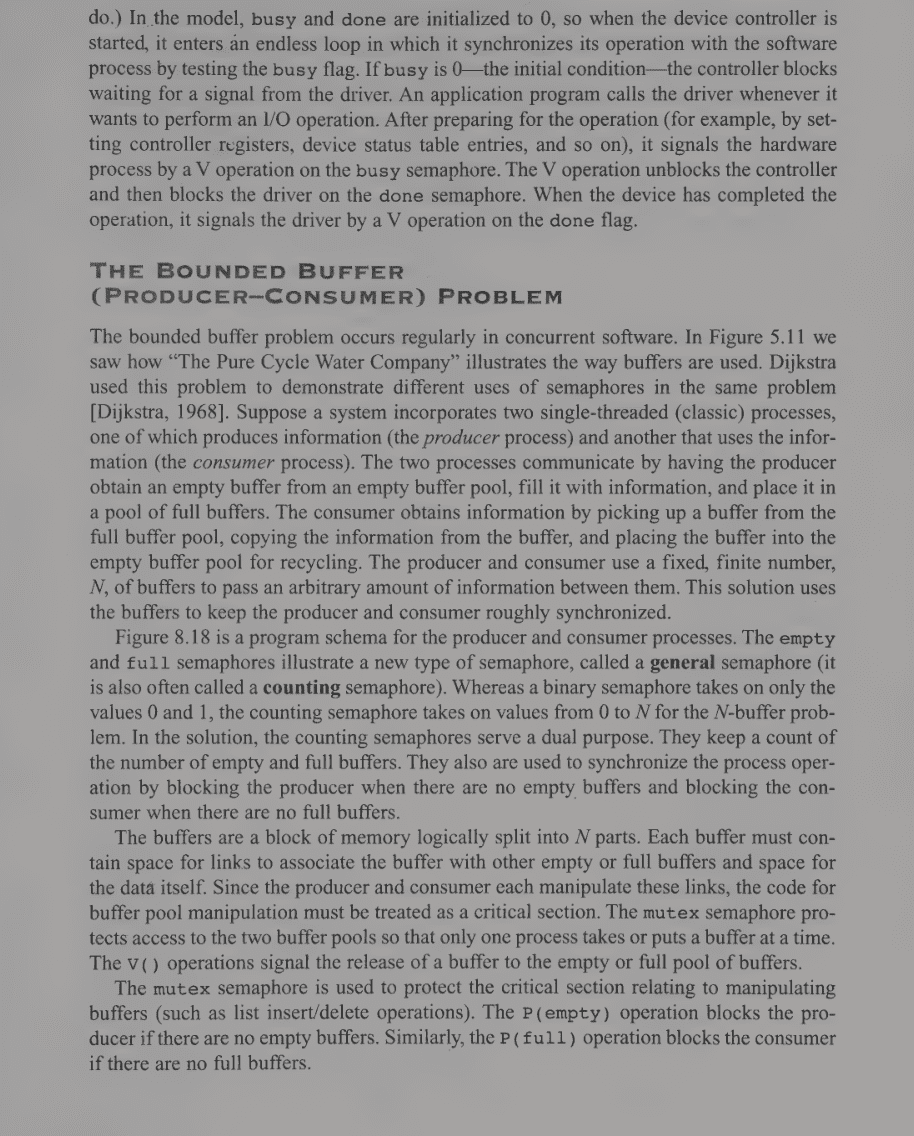 do.) In the model, busy and done are initialized to 0, so when the device controller is
started, it enters an endless loop in which it synchronizes its operation with the software
process by testing the busy flag. If busy is 0—the initial condition—the controller blocks
waiting for a signal from the driver. An application program calls the driver whenever it
wants to perform an I/O operation. After preparing for the operation (for example, by set-
ting controller registers, device status table entries, and so on), it signals the hardware
process by a V operation on the busy semaphore. The V operation unblocks the controller
and then blocks the driver on the done semaphore. When the device has completed the
operation, it signals the driver by a V operation on the done flag.
THE BOUNDED BUFFER
(PRODUCER–CONSUMER) PROBLEM
The bounded buffer problem occurs regularly in concurrent software. In Figure 5.11 we
saw how “The Pure Cycle Water Company” illustrates the way buffers are used. Dijkstra
used this problem to demonstrate different uses of semaphores in the same problem
[Dijkstra, 1968]. Suppose a system incorporates two single-threaded (classic) processes,
one of which produces information (the producer process) and another that uses the infor-
mation (the consumer process). The two processes communicate by having the producer
obtain an empty buffer from an empty buffer pool, fill it with information, and place it in
a pool of full buffers. The consumer obtains information by picking up a buffer from the
full buffer pool, copying the information from the buffer, and placing the buffer into the
empty buffer pool for recycling. The producer and consumer use a fixed, finite number,
N, of buffers to pass an arbitrary amount of information between them. This solution uses
the buffers to keep the producer and consumer roughly synchronized.
Figure 8.18 is a program schema for the producer and consumer processes. The empty
and full semaphores illustrate a new type of semaphore, called a general semaphore (it
is also often called a counting semaphore). Whereas a binary semaphore takes on only the
values 0 and 1, the counting semaphore takes on values from 0 to N for the N-buffer prob-
lem. In the solution, the counting semaphores serve a dual purpose. They keep a count of
the number of empty and full buffers. They also are used to synchronize the process oper-
ation by blocking the producer when there are no empty buffers and blocking the con-
sumer when there are no full buffers.
The buffers are a block of memory logically split into N parts. Each buffer must con-
tain space for links to associate the buffer with other empty or full buffers and space for
the data itself. Since the producer and consumer each manipulate these links, the code for
buffer pool manipulation must be treated as a critical section. The mutex semaphore pro-
tects access to the two buffer pools so that only one process takes or puts a buffer at a time.
The V() operations signal the release of a buffer to the empty or full pool of buffers.
The mutex semaphore is used to protect the critical section relating to manipulating
buffers (such as list insert/delete operations). The P(empty) operation blocks the pro-
ducer if there are no empty buffers. Similarly, the P(full) operation blocks the consumer
if there are no full buffers.